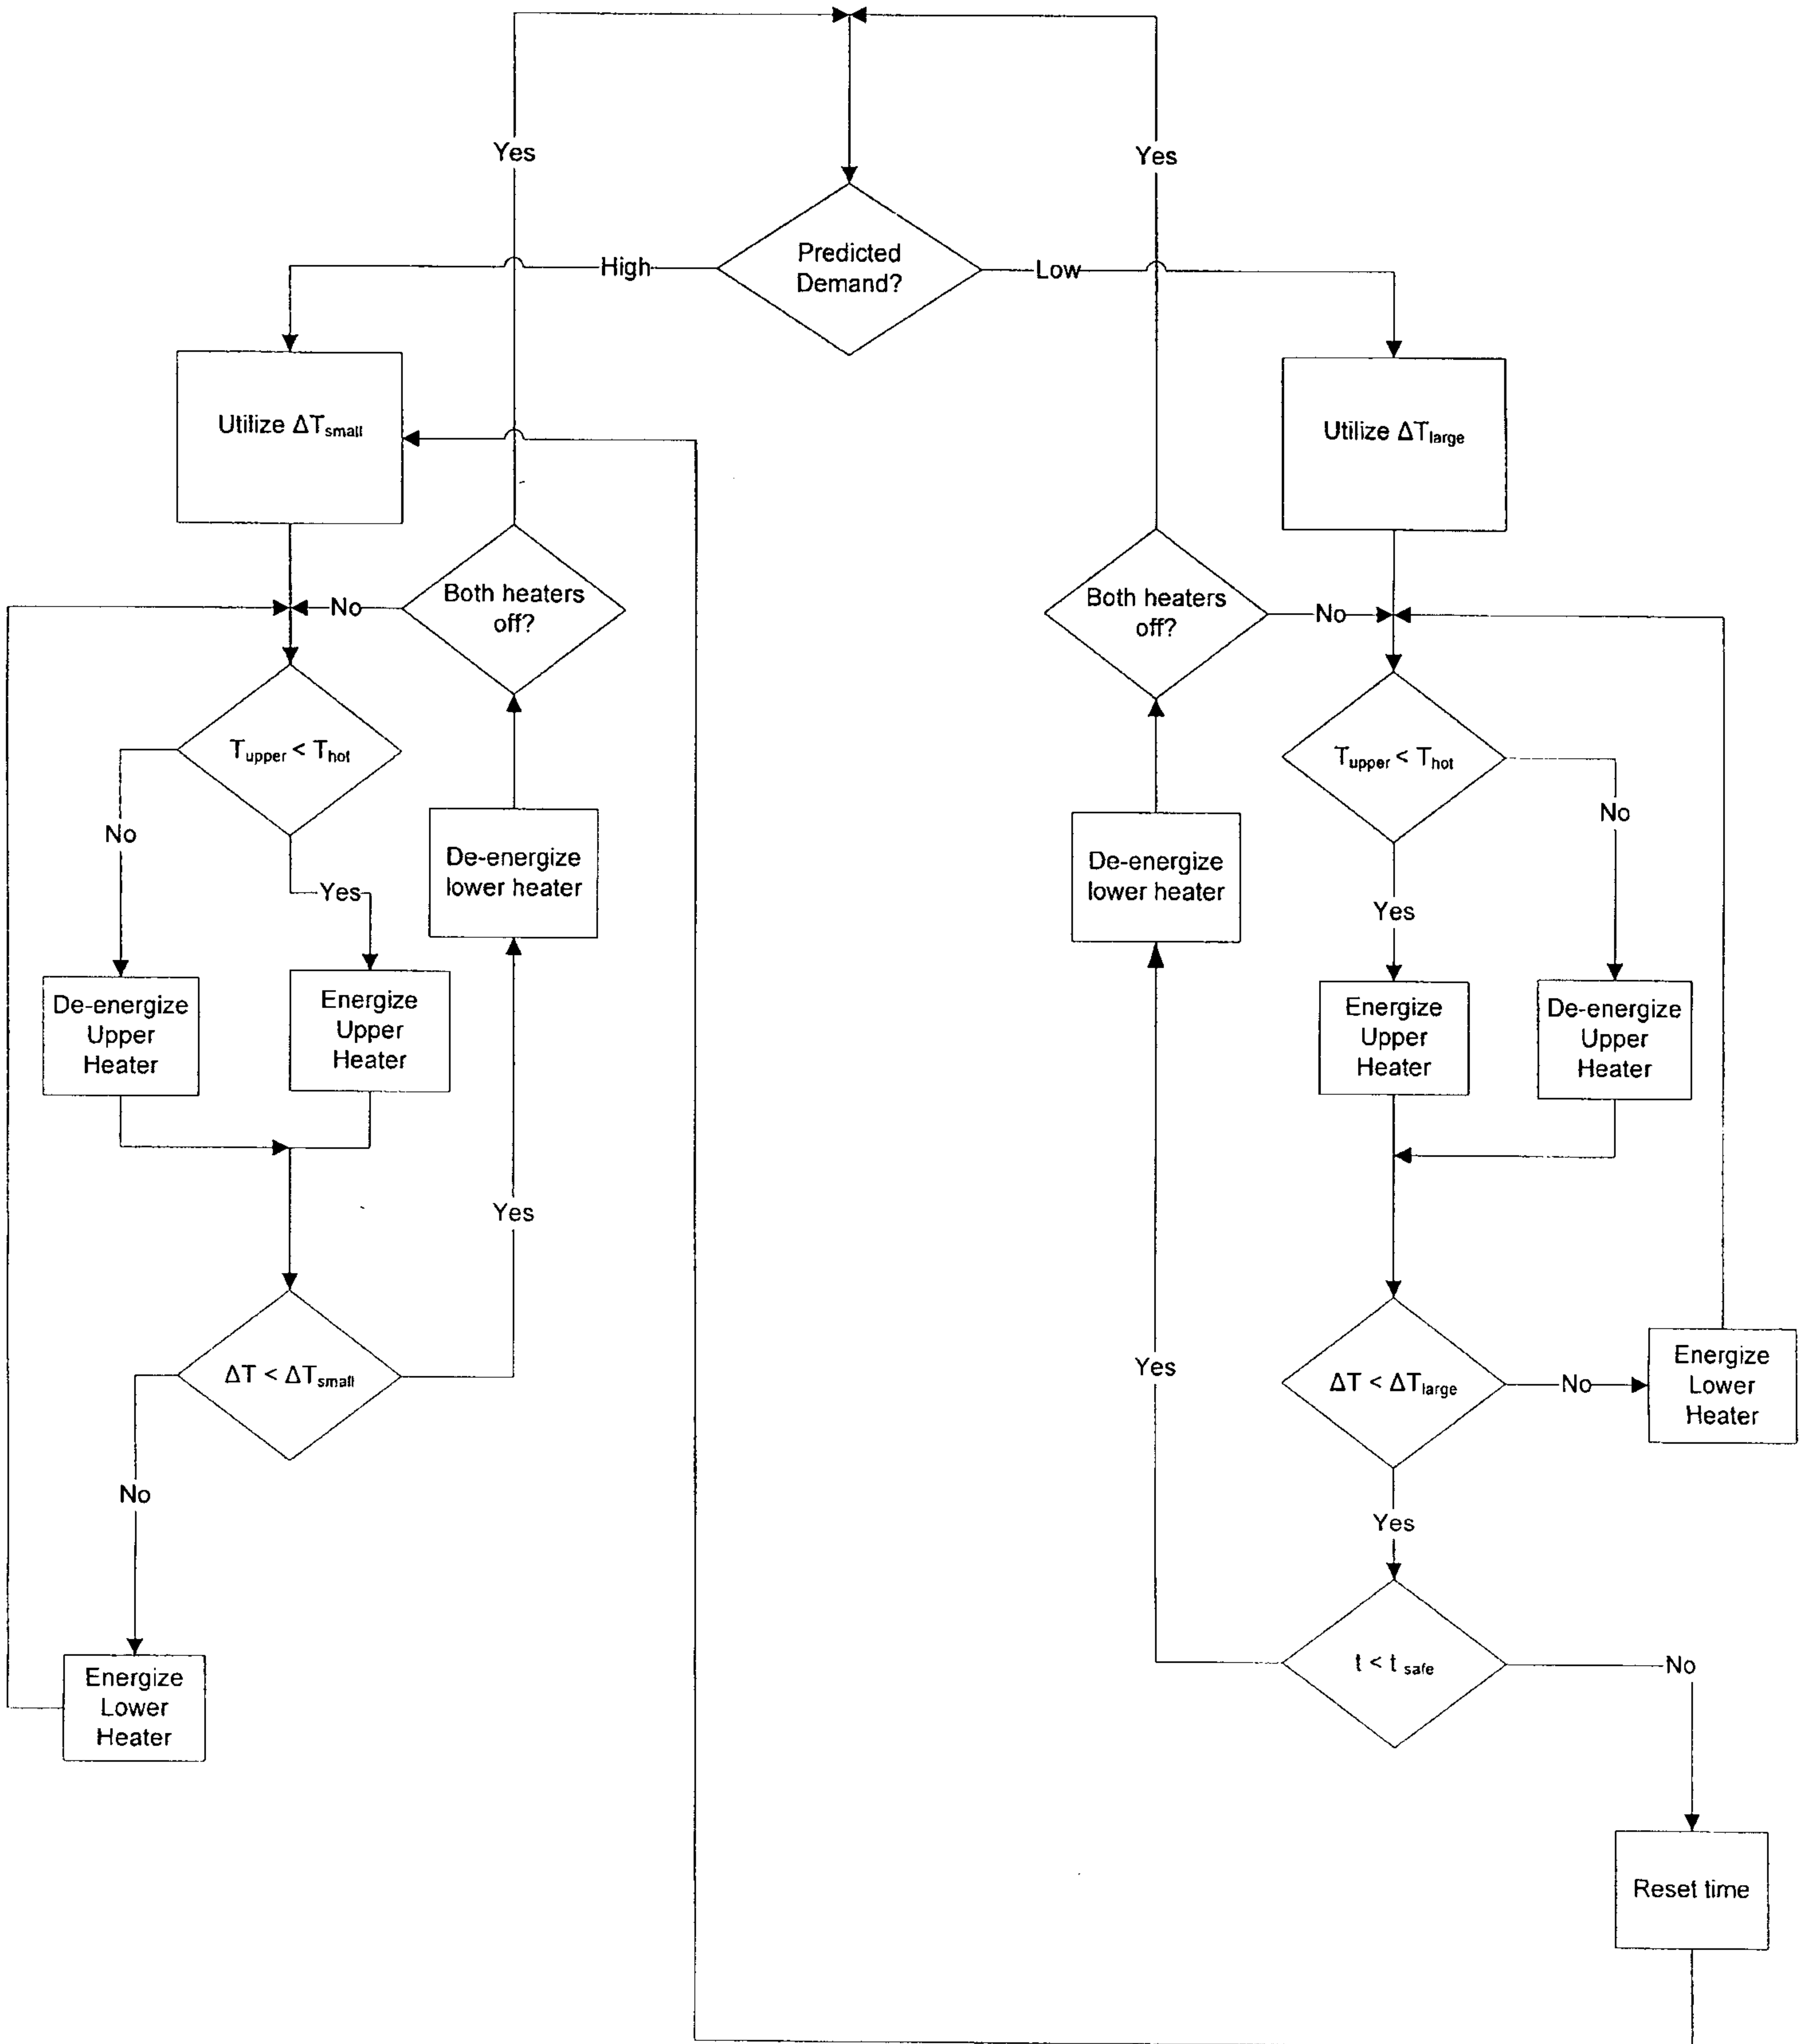 Yes
Yes
Predicted
Demand?
High
Low
Utilize ΔTsmall
Utilize ΔTlarge
Both heaters
off?
No
Both heaters
off?
No
Tupper < Thot
No
Yes
Tupper < Thot
No
Yes
De-energize
lower heater
De-energize
lower heater
De-energize
Upper
Heater
Energize
Upper
Heater
Energize
Upper
Heater
De-energize
Upper
Heater
Yes
Yes
ΔT < ΔTsmall
No
ΔT < ΔTlarge
No
Energize
Lower
Heater
Yes
Energize
Lower
Heater
t < t safe
No
Reset time